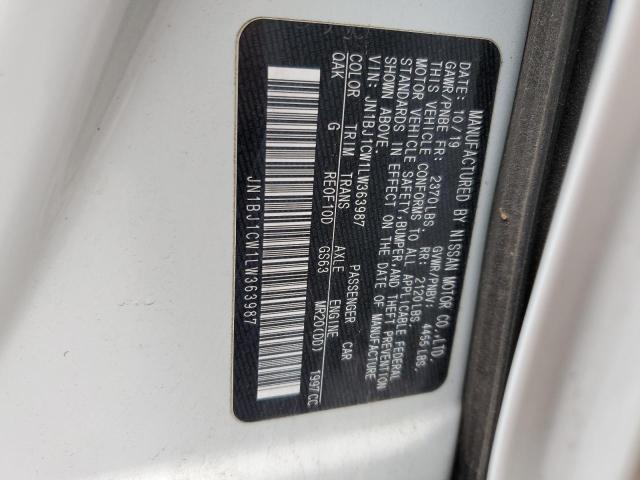 MANUFACTURED BY NISSAN MOTOR CO.,LTD.
DATE: 10/19 GVWR/PNBV: 4455LBS,
GAWR/PNBE FR: 2370LBS, RR: 2120LBS,
THIS VEHICLE CONFORMS TO ALL APPLICABLE FEDERAL
MOTOR VEHICLE SAFETY,BUMPER,AND THEFT PREVENTION
STANDARDS IN EFFECT ON THE DATE OF MANUFACTURE
SHOWN ABOVE.
VIN: JN1BJ1CW1LW363987 PASSENGER CAR
COLOR TRIM TRANS AXLE ENGINE
QAK G RE0F10D GS63 MR20(DD) 1997CC
JN1BJ1CW1LW363987